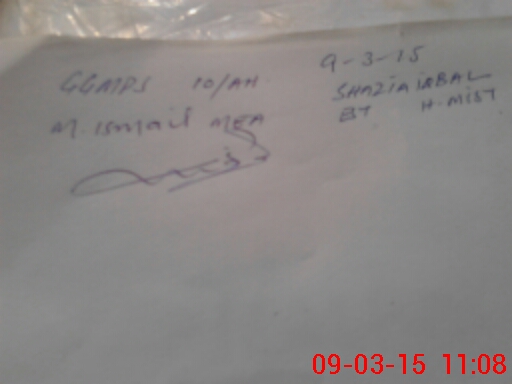 GGMPS 10/AH
M. Ismail MEA
9-3-15
SHAZIA IQBAL
BT H.MIST
09-03-15 11:08